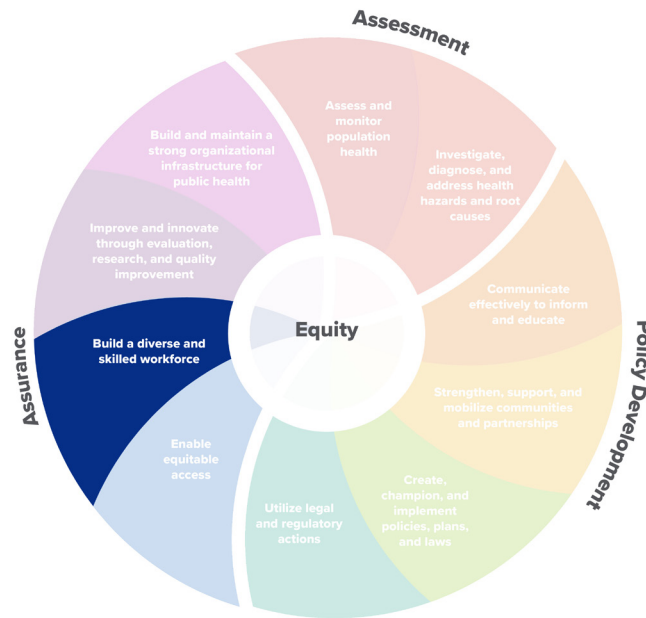 Assessment
Assess and
monitor
population
health
Investigate,
diagnose, and
address health
hazards and root
causes
Policy Development
Communicate
effectively to inform
and educate
Strengthen, support, and
mobilize communities
and partnerships
Create,
champion, and
implement
policies, plans,
and laws
Utilize legal
and regulatory
actions
Assurance
Enable
equitable
access
Build a diverse and
skilled workforce
Improve and innovate
through evaluation,
research, and quality
improvement
Build and maintain a
strong organizational
infrastructure for
public health
Equity